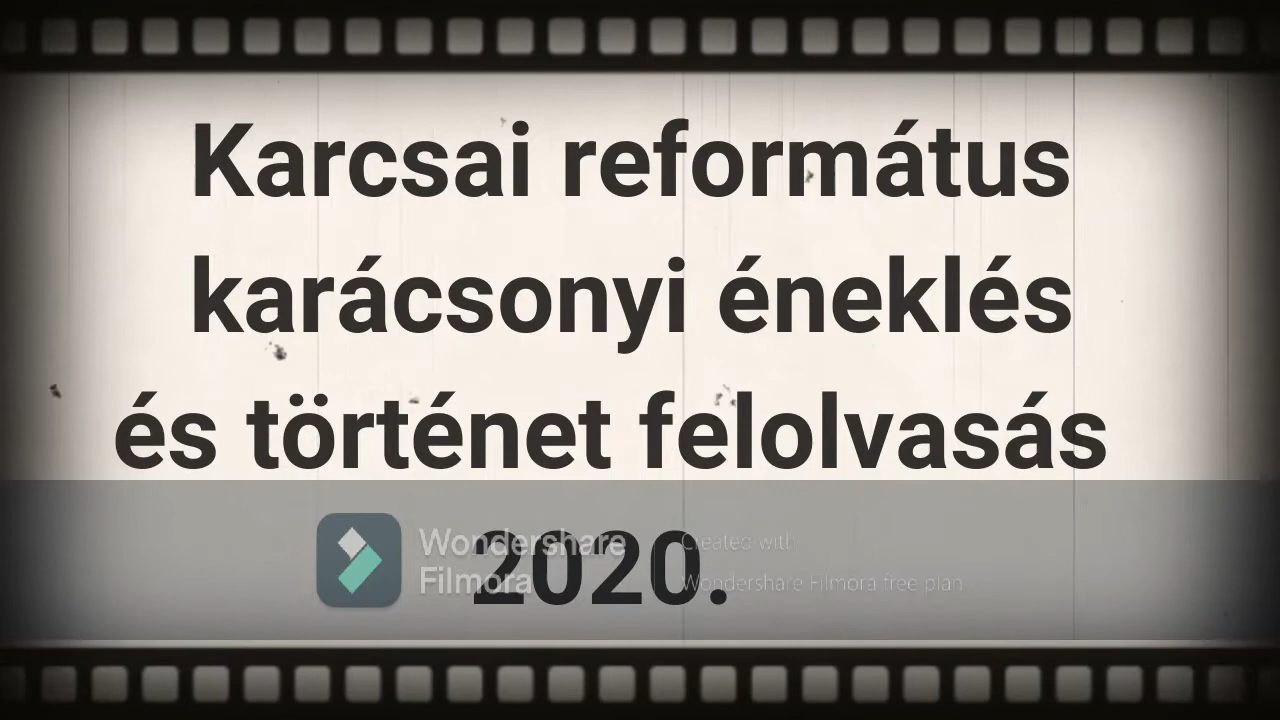 Karcsai református
karácsonyi éneklés
és történet felolvasás
2020.
Wondershare
Filmora
Created with
Wondershare Filmora free plan